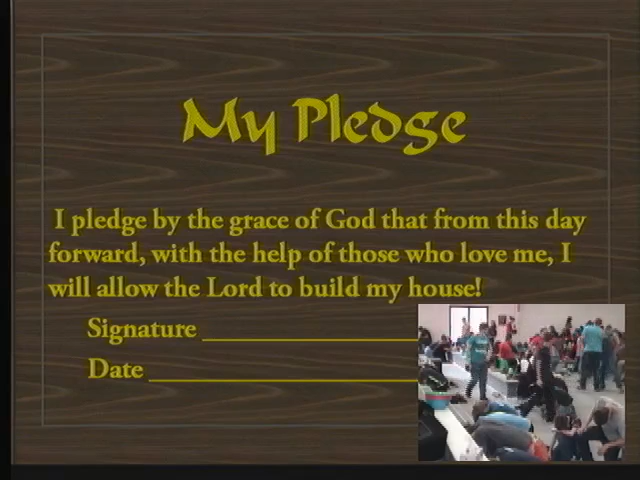 My Pledge
I pledge by the grace of God that from this day
forward, with the help of those who love me, I
will allow the Lord to build my house!
Signature
Date